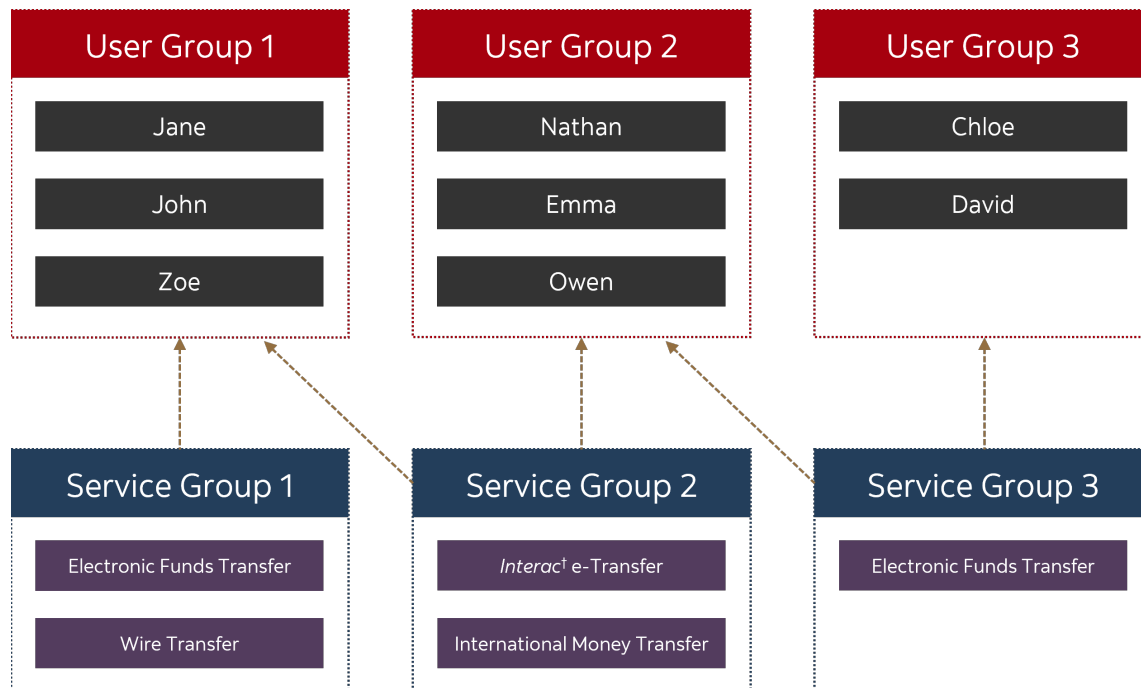 User Group 1
User Group 2
User Group 3
Jane
Nathan
Chloe
John
Emma
David
Zoe
Owen
Service Group 1
Service Group 2
Service Group 3
Electronic Funds Transfer
Interac† e-Transfer
Electronic Funds Transfer
Wire Transfer
International Money Transfer